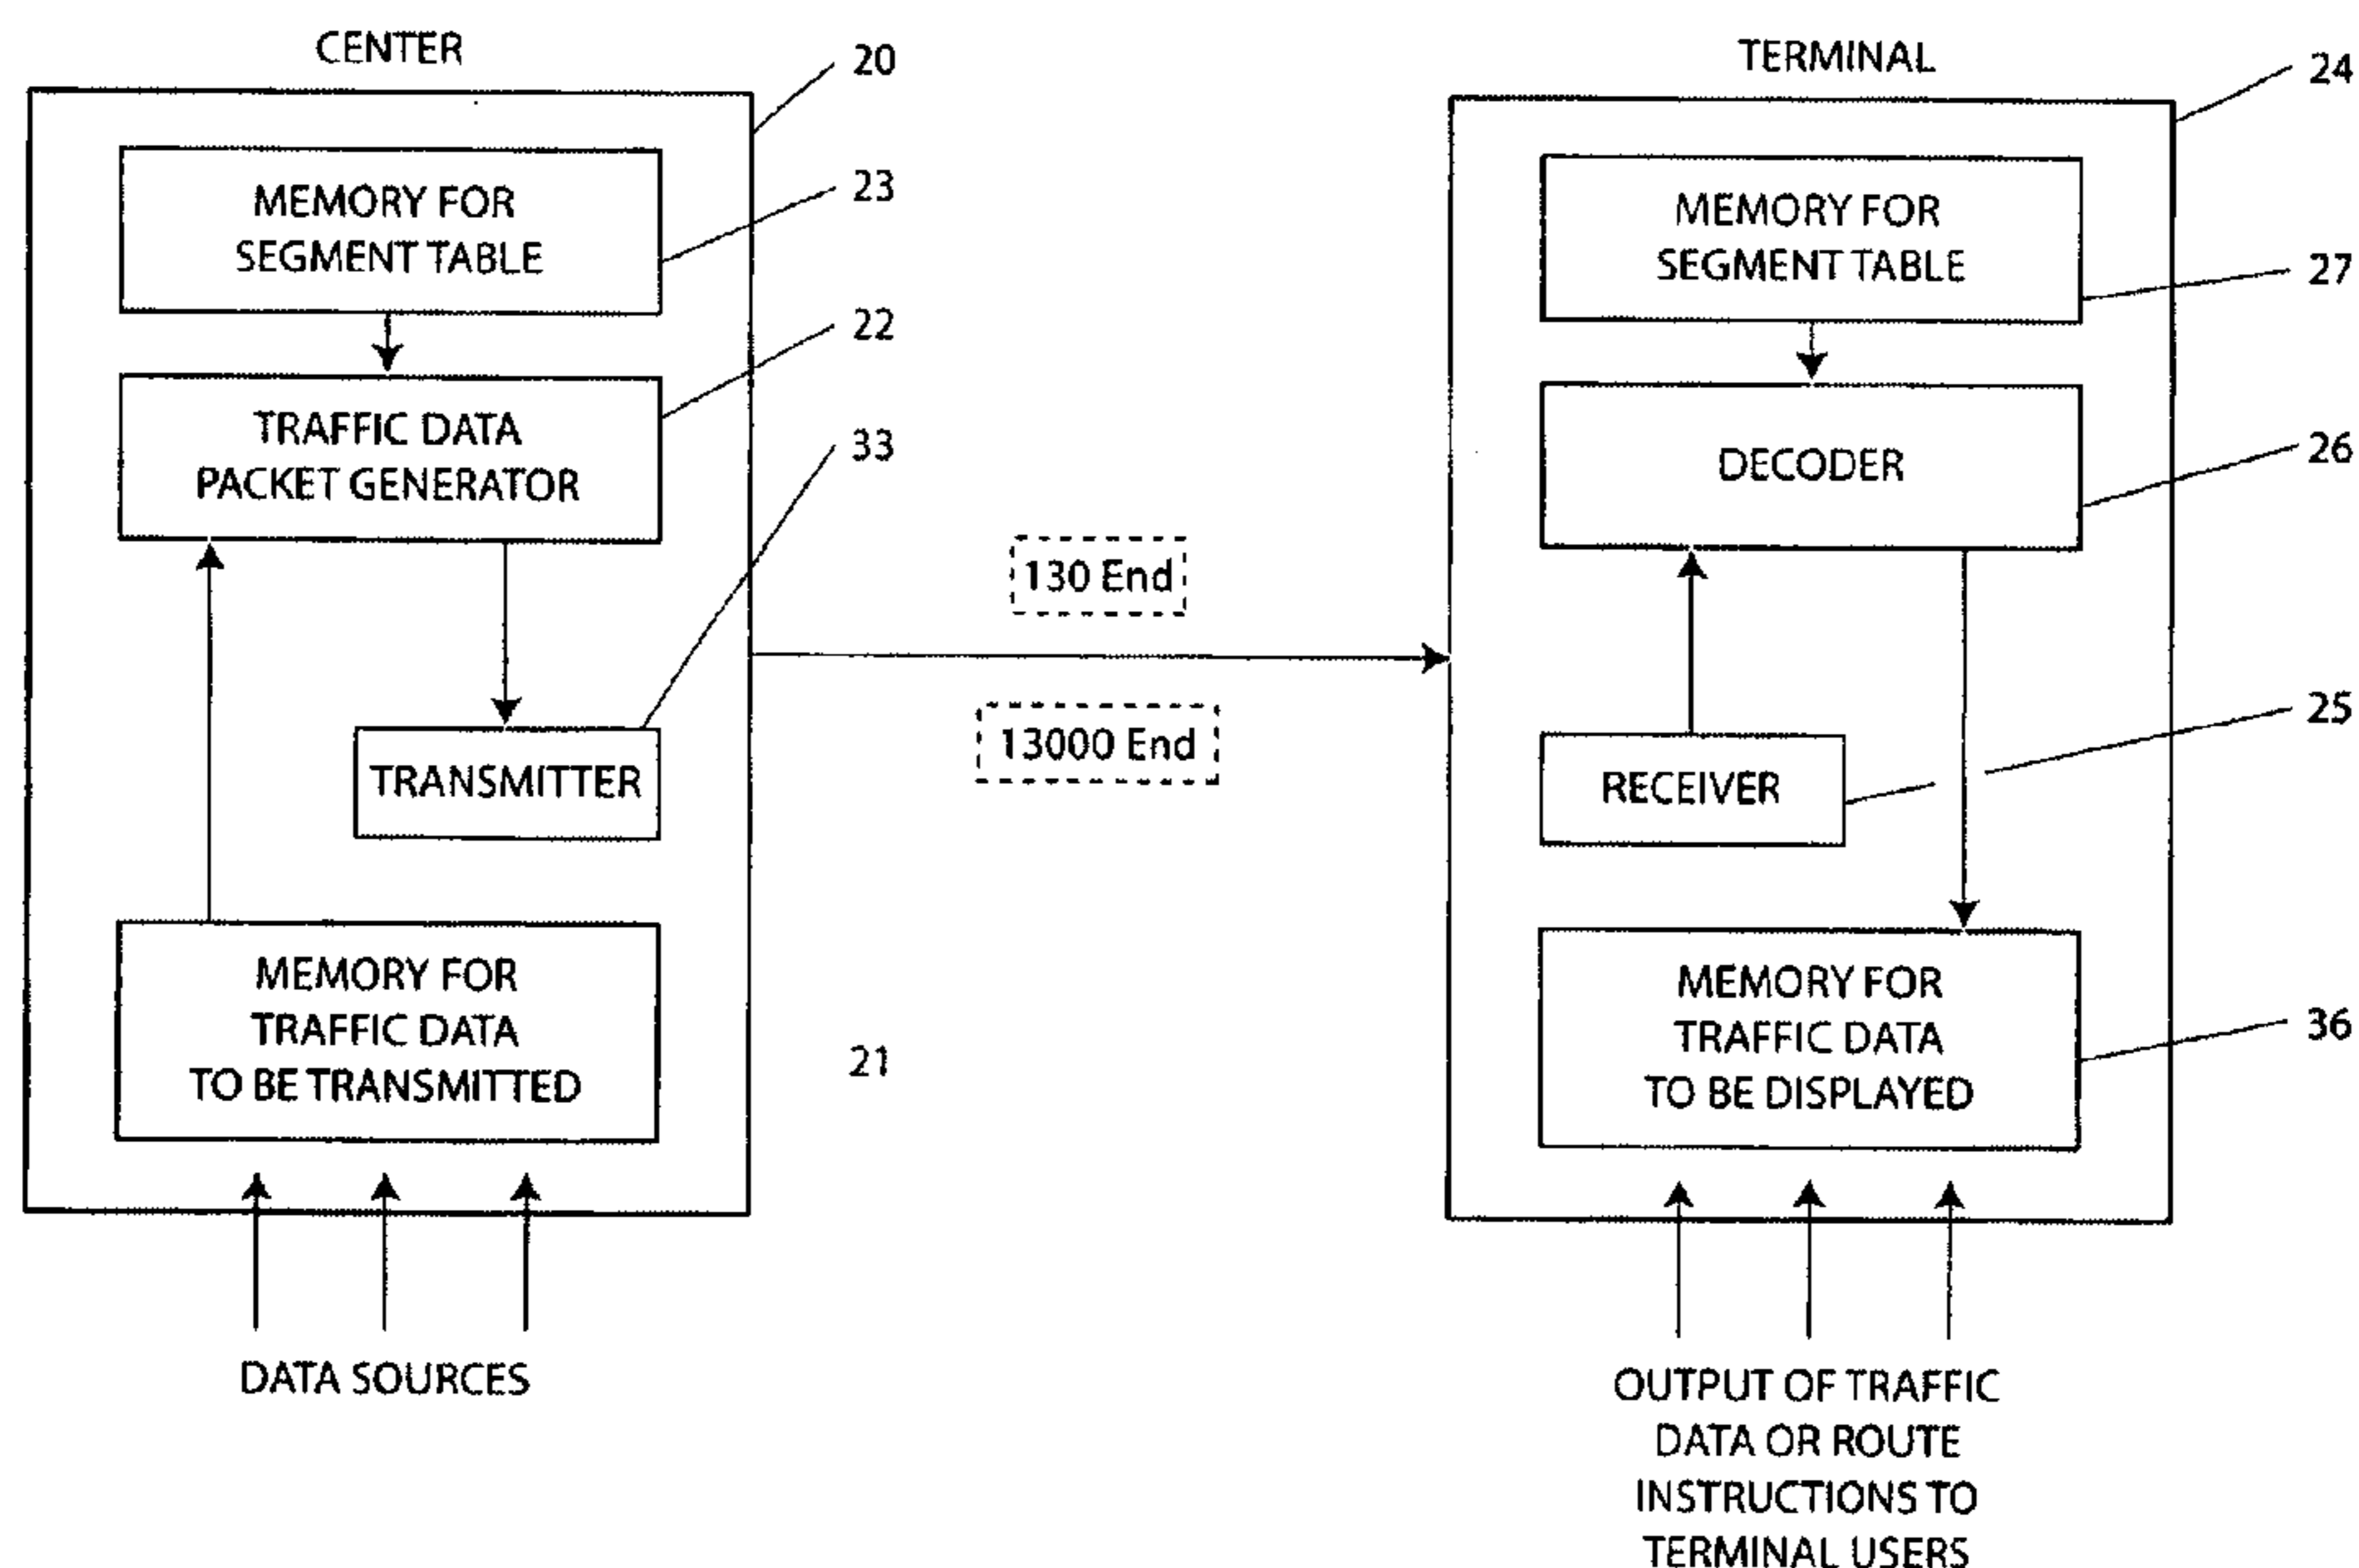 CENTER
20
MEMORY FOR
SEGMENT TABLE
23
22
TRAFFIC DATA
PACKET GENERATOR
33
TRANSMITTER
MEMORY FOR
TRAFFIC DATA
TO BE TRANSMITTED
21
DATA SOURCES
130 End
13000 End
TERMINAL
24
MEMORY FOR
SEGMENT TABLE
27
DECODER
26
25
RECEIVER
MEMORY FOR
TRAFFIC DATA
TO BE DISPLAYED
36
OUTPUT OF TRAFFIC
DATA OR ROUTE
INSTRUCTIONS TO
TERMINAL USERS